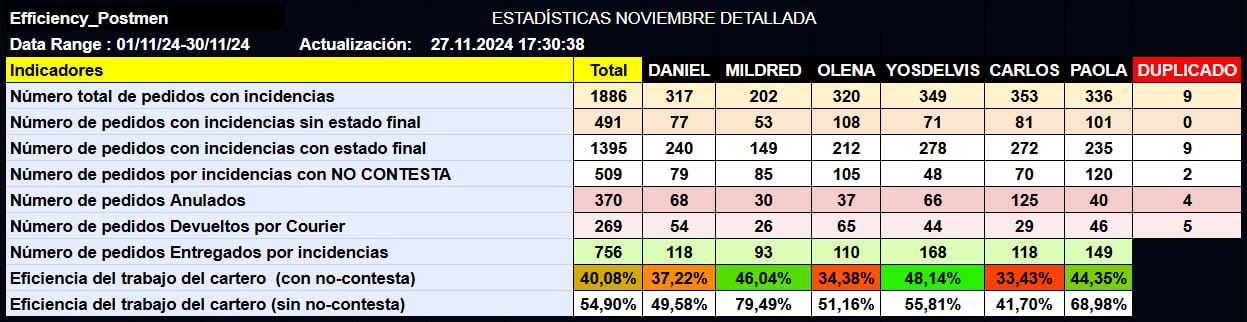 Efficiency_Postmen ESTADÍSTICAS NOVIEMBRE DETALLADA
Data Range : 01/11/24-30/11/24 Actualización: 27.11.2024 17:30:38
Indicadores Total DANIEL MILDRED OLENA YOSDELVIS CARLOS PAOLA DUPLICADO
Número total de pedidos con incidencias 1886 317 202 320 349 353 336 9
Número de pedidos con incidencias sin estado final 491 77 53 108 71 81 101 0
Número de pedidos con incidencias con estado final 1395 240 149 212 278 272 235 9
Número de pedidos por incidencias con NO CONTESTA 509 79 85 105 48 70 120 2
Número de pedidos Anulados 370 68 30 37 66 125 40 4
Número de pedidos Devueltos por Courier 269 54 26 65 44 29 46 5
Número de pedidos Entregados por incidencias 756 118 93 110 168 118 149
Eficiencia del trabajo del cartero (con no-contesta) 40,08% 37,22% 46,04% 34,38% 48,14% 33,43% 44,35%
Eficiencia del trabajo del cartero (sin no-contesta) 54,90% 49,58% 79,49% 51,16% 55,81% 41,70% 68,98%